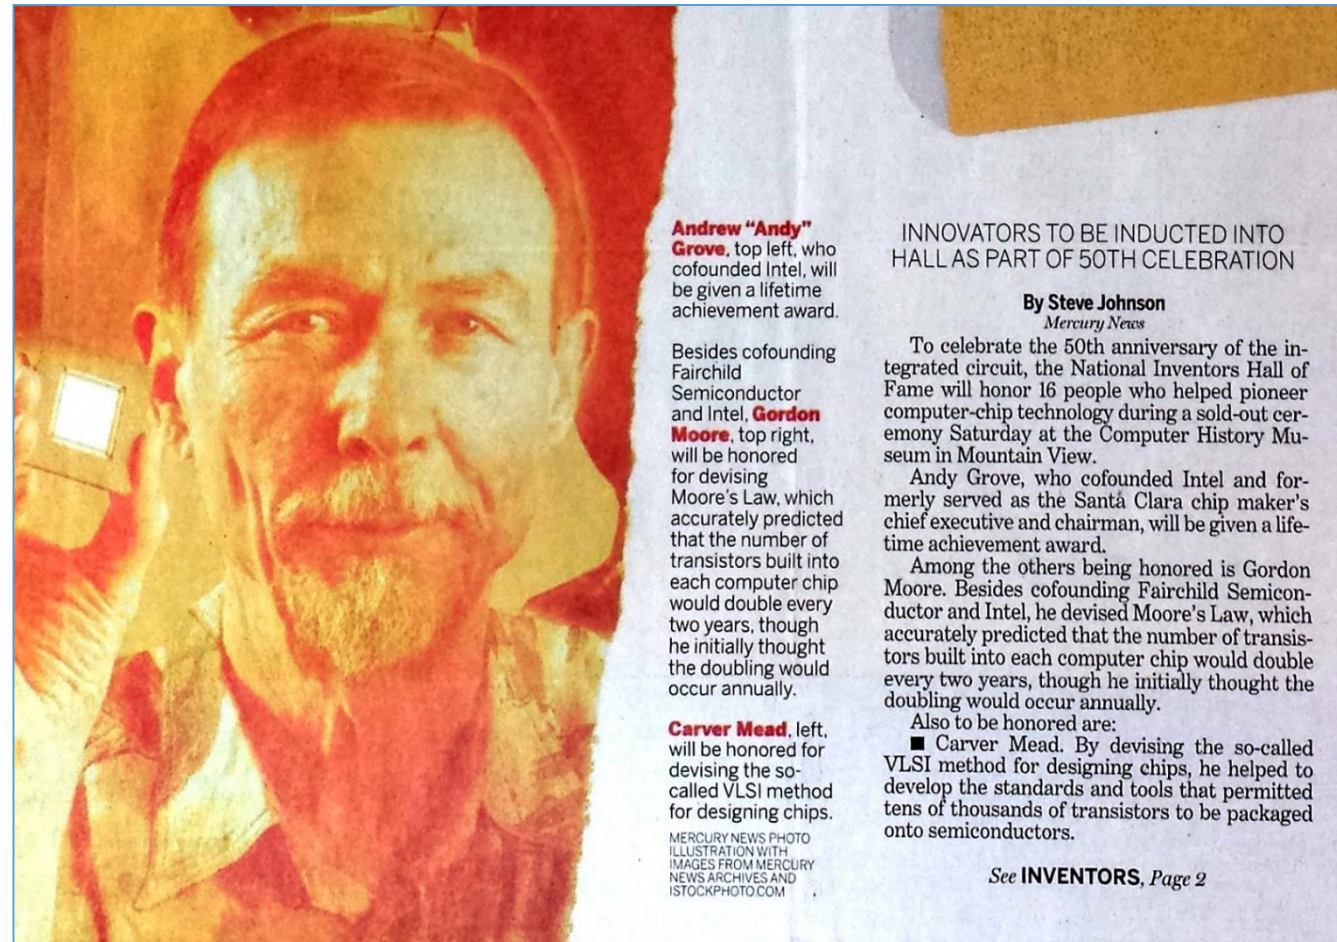 Andrew “Andy”
Grove, top left, who
cofounded Intel, will
be given a lifetime
achievement award.
Besides cofounding
Fairchild
Semiconductor
and Intel, Gordon
Moore, top right,
will be honored
for devising
Moore’s Law, which
accurately predicted
that the number of
transistors built into
each computer chip
would double every
two years, though
he initially thought
the doubling would
occur annually.
Carver Mead, left,
will be honored for
devising the so-
called VLSI method
for designing chips.
MERCURY NEWS PHOTO
ILLUSTRATION WITH
IMAGES FROM MERCURY
NEWS ARCHIVES AND
ISTOCKPHOTO.COM
INNOVATORS TO BE INDUCTED INTO
HALL AS PART OF 50TH CELEBRATION
By Steve Johnson
Mercury News
To celebrate the 50th anniversary of the in-
tegrated circuit, the National Inventors Hall of
Fame will honor 16 people who helped pioneer
computer-chip technology during a sold-out cer-
emony Saturday at the Computer History Mu-
seum in Mountain View.
Andy Grove, who cofounded Intel and for-
merly served as the Santa Clara chip maker’s
chief executive and chairman, will be given a life-
time achievement award.
Among the others being honored is Gordon
Moore. Besides cofounding Fairchild Semicon-
ductor and Intel, he devised Moore’s Law, which
accurately predicted that the number of transis-
tors built into each computer chip would double
every two years, though he initially thought the
doubling would occur annually.
Also to be honored are:
■ Carver Mead. By devising the so-called
VLSI method for designing chips, he helped to
develop the standards and tools that permitted
tens of thousands of transistors to be packaged
onto semiconductors.
See INVENTORS, Page 2